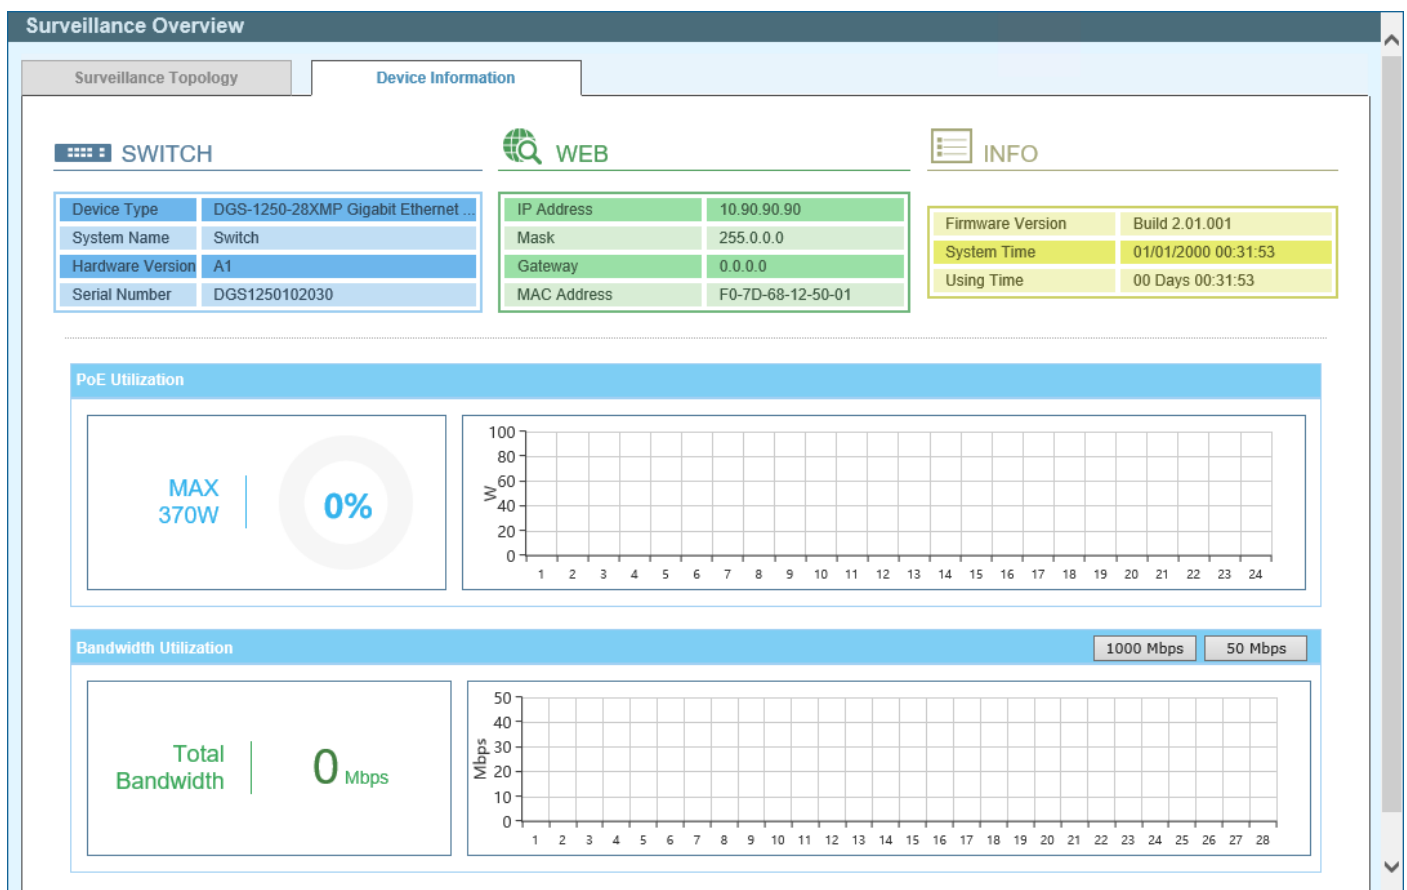 Surveillance Overview
Surveillance Topology
Device Information
SWITCH
Device Type DGS-1250-28XMP Gigabit Ethernet ...
System Name Switch
Hardware Version A1
Serial Number DGS1250102030
WEB
IP Address 10.90.90.90
Mask 255.0.0.0
Gateway 0.0.0.0
MAC Address F0-7D-68-12-50-01
INFO
Firmware Version Build 2.01.001
System Time 01/01/2000 00:31:53
Using Time 00 Days 00:31:53
PoE Utilization
MAX
370W
0%
W
100
80
60
40
20
0
1 2 3 4 5 6 7 8 9 10 11 12 13 14 15 16 17 18 19 20 21 22 23 24
Bandwidth Utilization
1000 Mbps
50 Mbps
Total
Bandwidth
0 Mbps
Mbps
50
40
30
20
10
0
1 2 3 4 5 6 7 8 9 10 11 12 13 14 15 16 17 18 19 20 21 22 23 24 25 26 27 28